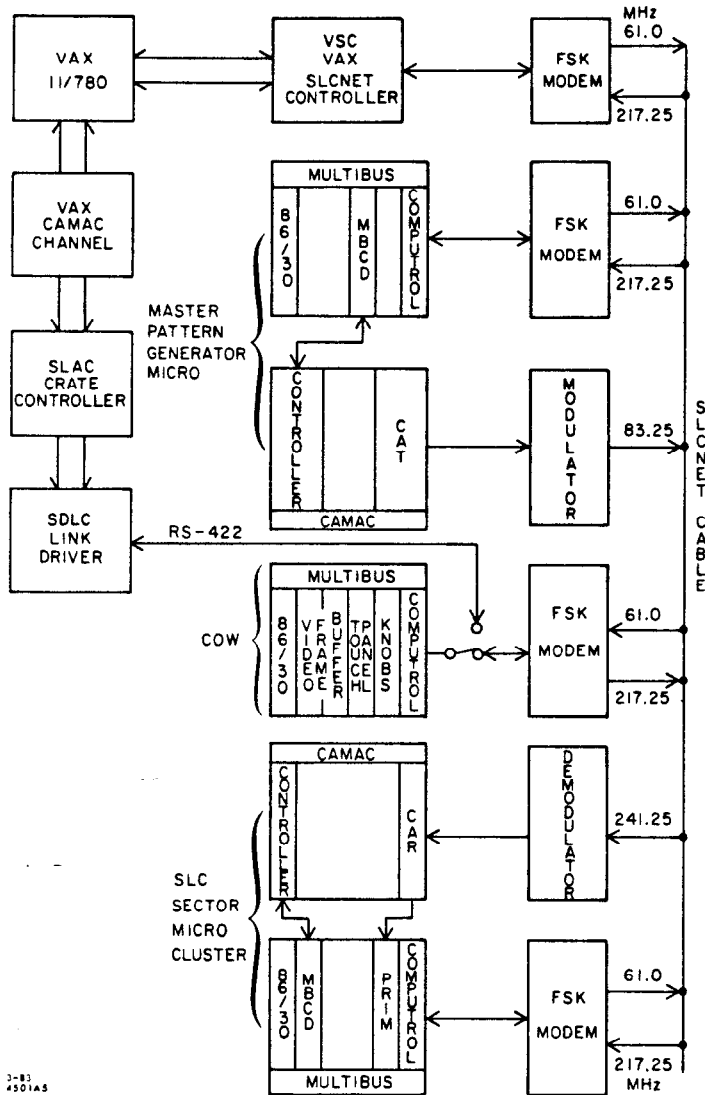 MHz
61.0
VAX
11/780
VSC
VAX
SLCNET
CONTROLLER
FSK
MODEM
217.25
VAX
CAMAC
CHANNEL
MULTIBUS
86/30
MBCD
COMPUTROL
FSK
MODEM
61.0
217.25
MASTER
PATTERN
GENERATOR
MICRO
SLAC
CRATE
CONTROLLER
CONTROLLER
CAT
CAMAC
MODULATOR
83.25
SLCNET CABLE
SDLC
LINK
DRIVER
RS-422
COW
MULTIBUS
86/30
VIDEO
FRAME
BUFFER
TOUCH
PANEL
KNOBS
COMPUTROL
FSK
MODEM
61.0
217.25
CAMAC
CONTROLLER
CAR
DEMODULATOR
241.25
SLC
SECTOR
MICRO
CLUSTER
86/30
MBCD
PRIM
COMPUTROL
MULTIBUS
FSK
MODEM
61.0
217.25
MHz
3-83
4501A5